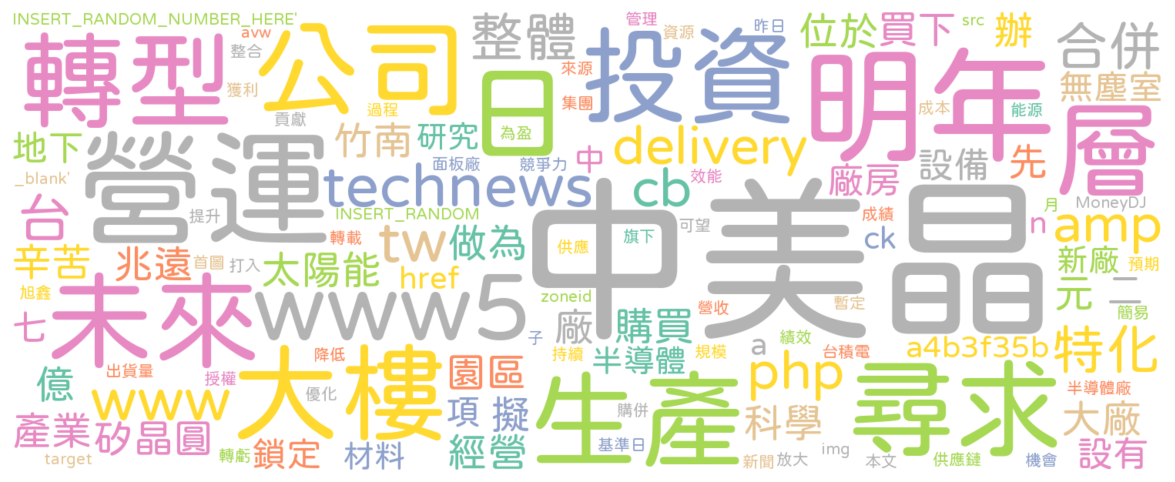 INSERT_RANDOM_NUMBER_HERE'
avw
整合
獲利
貢獻
轉型
公司
過程
整體
管理
資源
昨日
來源
集團
投資
位於
買下
src
辦
合併
無塵室
明年
成本
能源
層
地下
_blank'
營運
提升
竹南
研究
日
為盈
面板廠
競爭力
中
效能
delivery
technews
cb
廠房
設備
先
MoneyDJ
月
n
amp
台
辛苦
旭鑫
兆遠
首圖
打入
轉載
INSERT_RANDOM
太陽能
tw
href
做為
中美晶
供應
旗下
可望
成績
ck
新廠
預期
元
二
簡易
七
未來
www5
zoneid
子
廠
購買
營收
暫定
績效
a
台積電
a4b3f35b
特化
億
出貨量
授權
降低
優化
大樓
www
園區
持續
半導體
規模
php
半導體廠
產業
矽晶圓
target
轉虧
鎖定
材料
項
擬
經營
生產
購併
基準日
科學
新聞
放大
img
本文
尋求
供應鏈
機會
大廠
設有